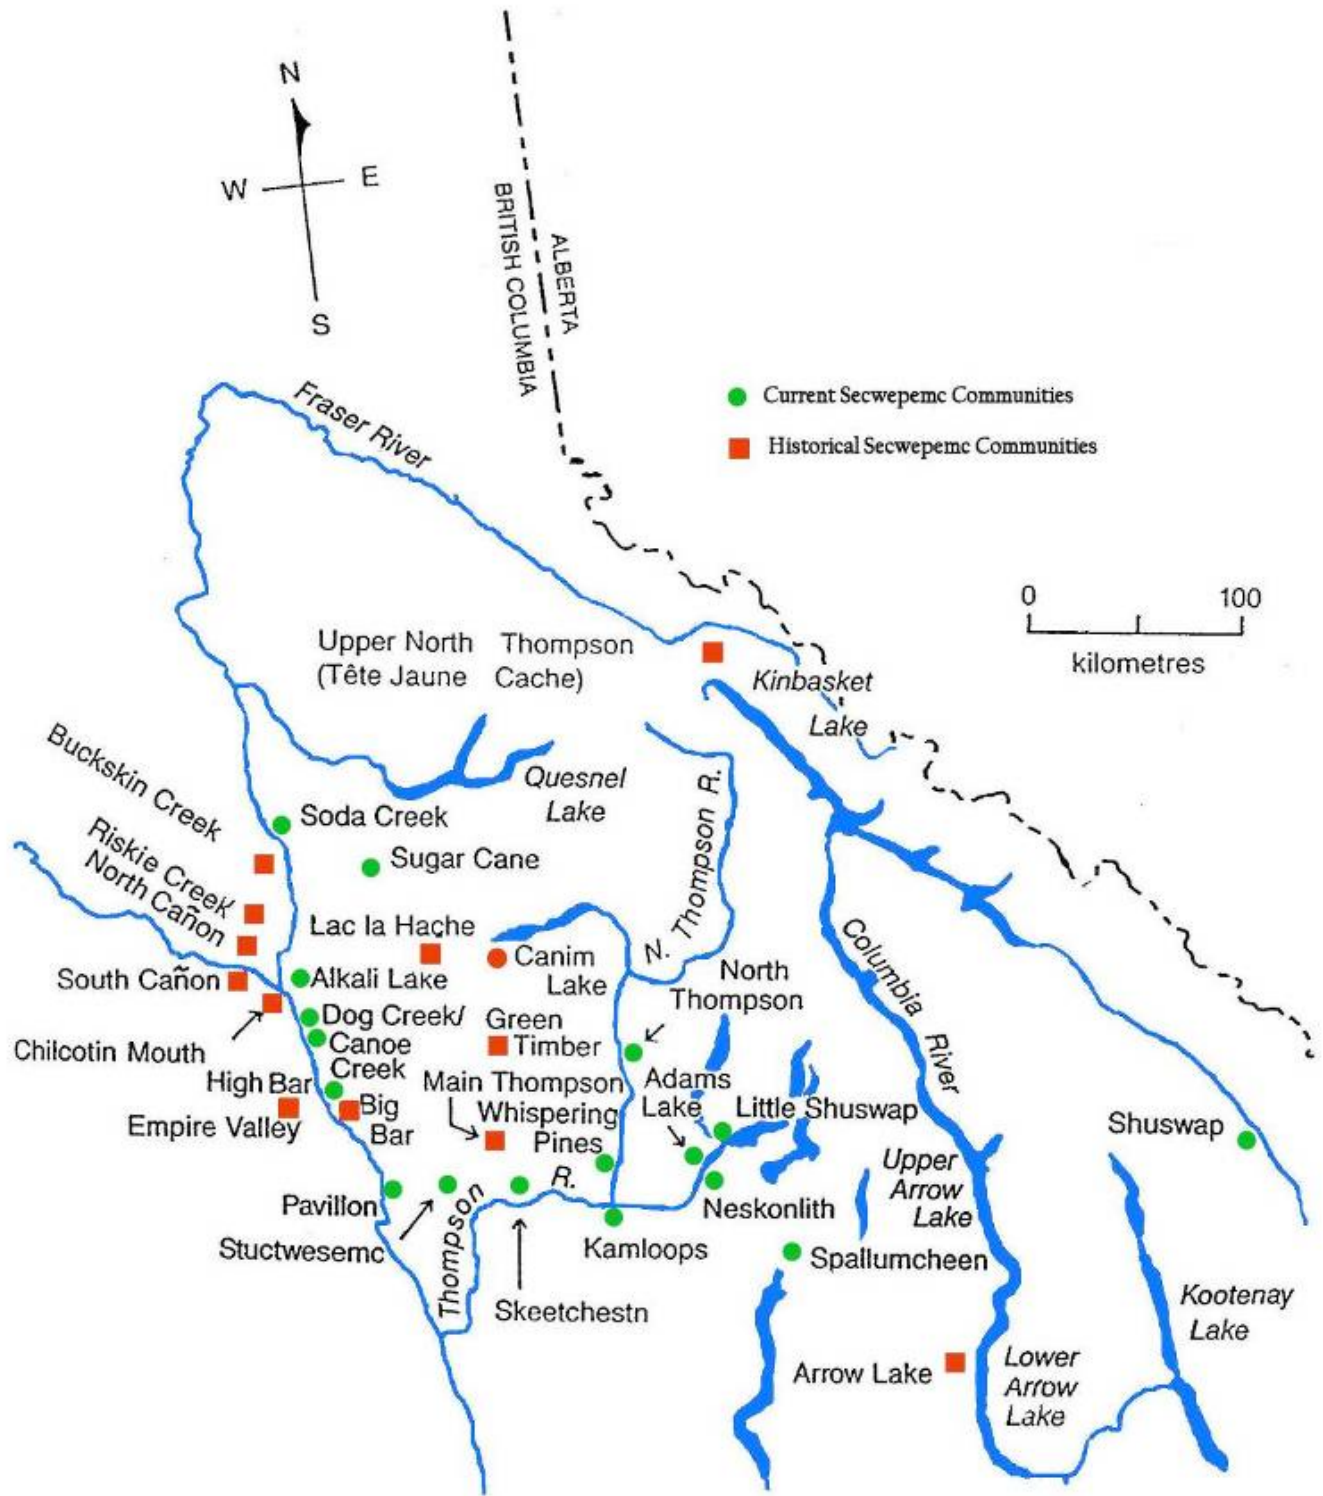 N
W
E
S
BRITISH COLUMBIA
ALBERTA
Fraser River
Current Secwepemc Communities
Historical Secwepemc Communities
0 100
kilometres
Upper North Thompson
(Tête Jaune Cache)
Kinbasket
Lake
Buckskin Creek
Quesnel
Lake
Soda Creek
Riskie Creek
North Cañon
Sugar Cane
N. Thompson R.
Lac la Hache
Canim
Lake
South Cañon
Alkali Lake
North
Thompson
Columbia River
Dog Creek/
Canoe
Creek
Green
Timber
Chilcotin Mouth
High Bar
Empire Valley
Big
Bar
Main Thompson
Whispering
Pines
Adams
Lake
Little Shuswap
Shuswap
Upper
Arrow
Lake
Pavillon
Stuctwesemc
Thompson R.
Skeetchestn
Kamloops
Neskonlith
Spallumcheen
Kootenay
Lake
Arrow Lake
Lower
Arrow
Lake